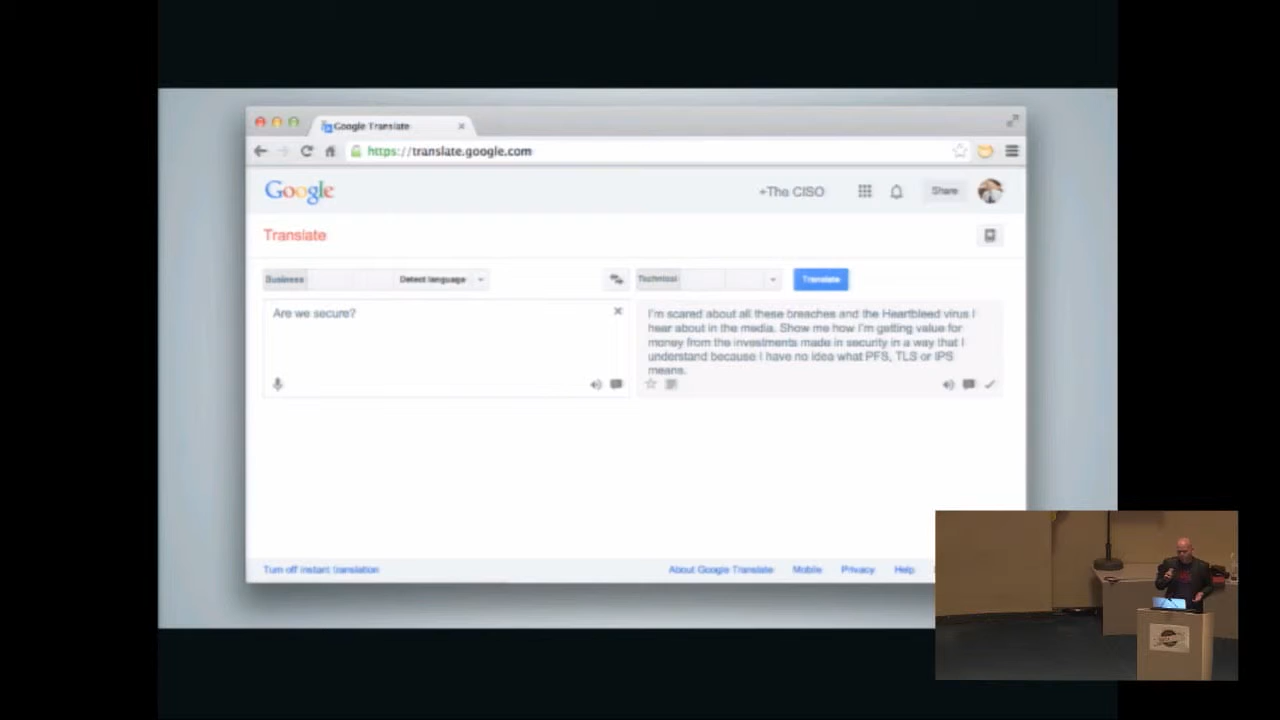 Google Translate
https://translate.google.com
Google
+The CISO
Share
Translate
Business
Detect language
Technical
Translate
Are we secure?
I'm scared about all these breaches and the Heartbleed virus I
hear about in the media. Show me how I'm getting value for
money from the investments made in security in a way that I
understand because I have no idea what PFS, TLS or IPS
means.
Turn off instant translation
About Google Translate
Mobile
Privacy
Help